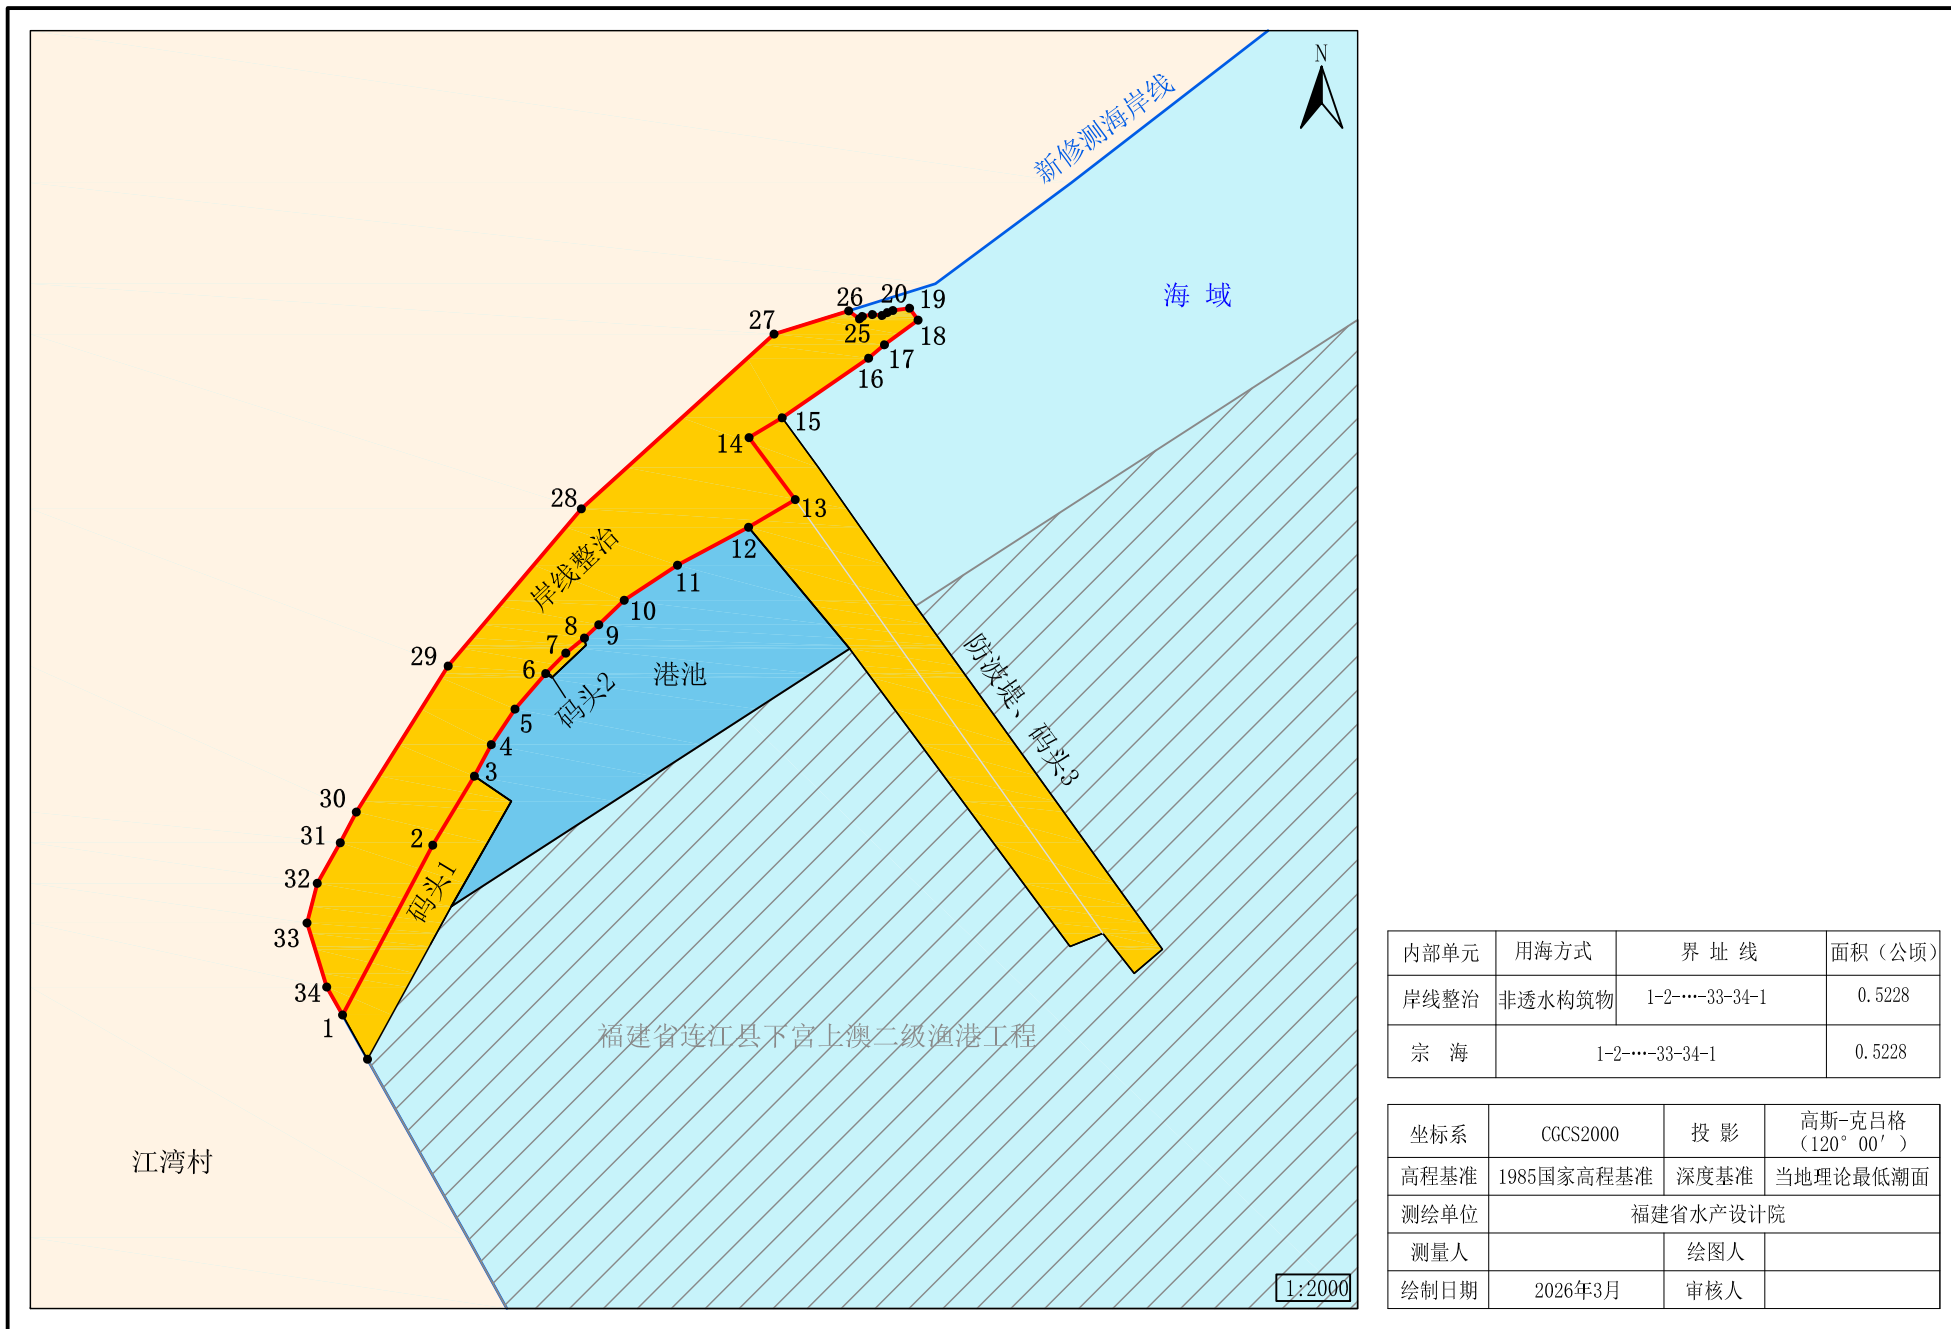 N
新修测海岸线
海 域
26
20
19
27
25
18
17
16
15
14
28
13
12
岸线整治
11
10
8
9
7
29
6
港池
码头2
防波堤、码头3
5
4
3
30
31
2
32
码头1
33
34
1
福建省连江县下宫上澳二级渔港工程
江湾村
1:2000
内部单元 用海方式 界 址 线 面积（公顷）
岸线整治 非透水构筑物 1-2-…-33-34-1 0.5228
宗 海 1-2-…-33-34-1 0.5228
坐标系 CGCS2000 投 影 高斯-克吕格
（120°00′）
高程基准 1985国家高程基准 深度基准 当地理论最低潮面
测绘单位 福建省水产设计院
测量人 绘图人
绘制日期 2026年3月 审核人